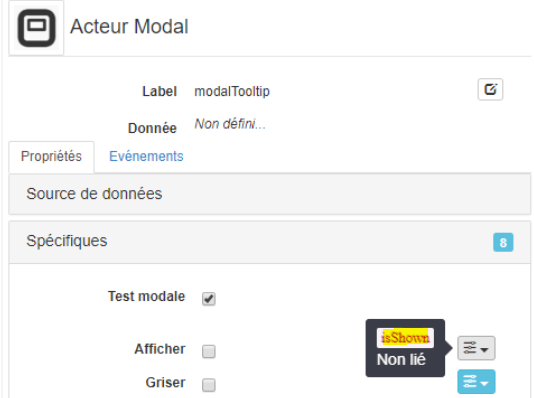 Acteur Modal
Label modalTooltip
Donnée Non défini...
Propriétés Evénements
Source de données
Spécifiques 8
Test modale
isShown
Afficher Non lié
Griser